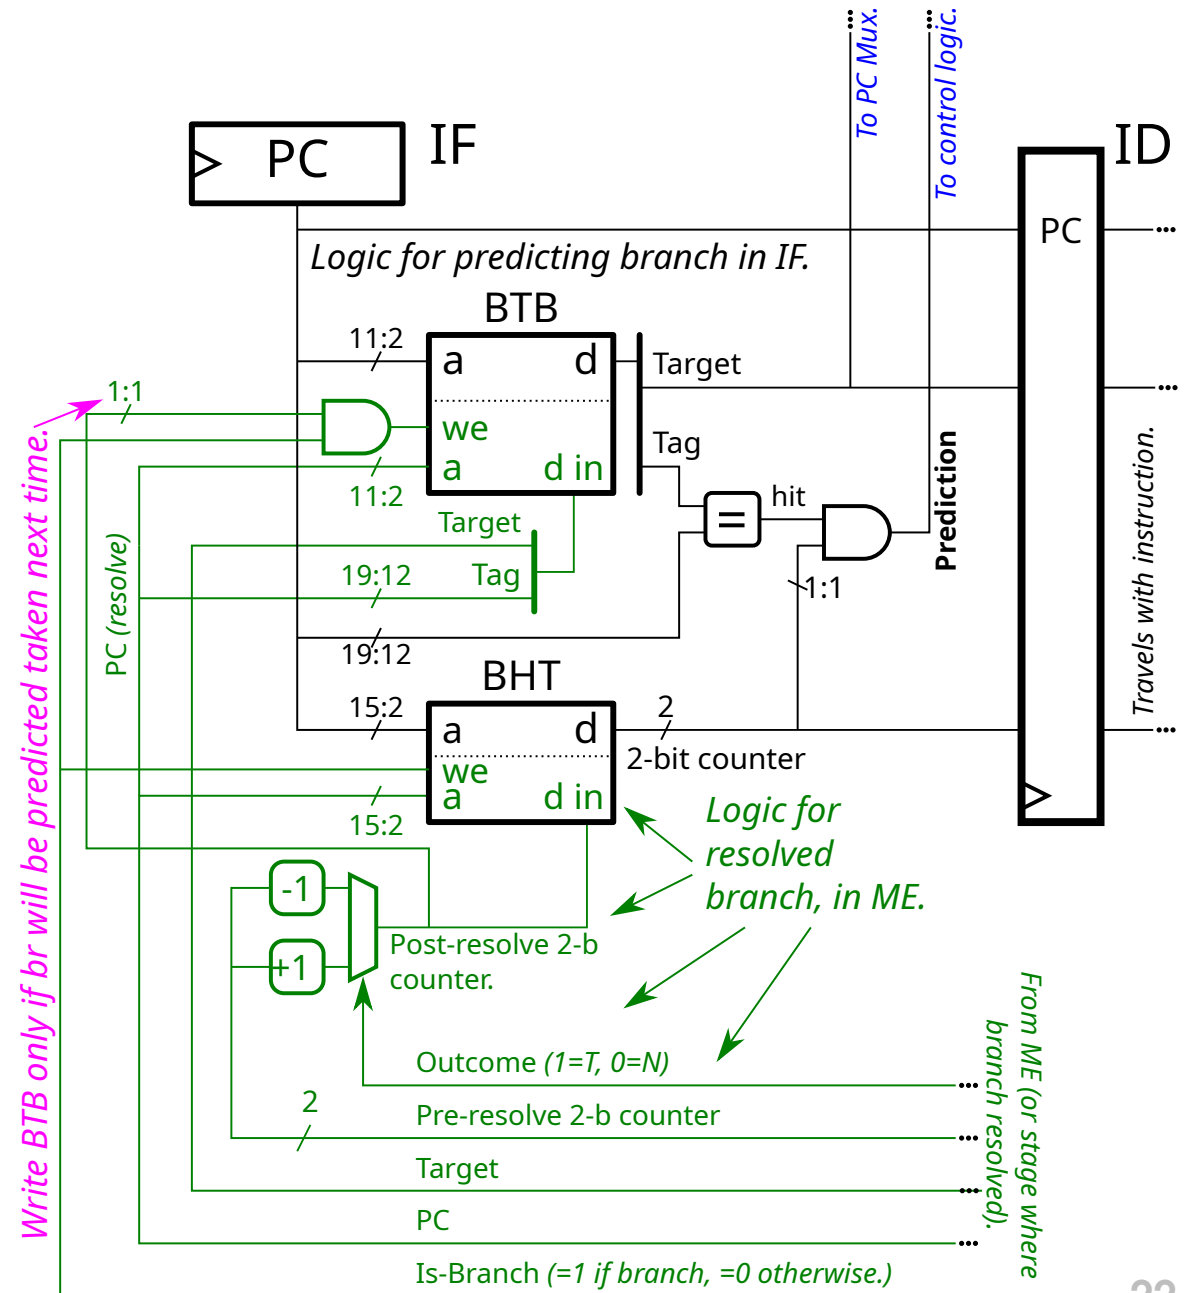 To PC Mux.
To control logic.
PC
IF
ID
PC
Logic for predicting branch in IF.
BTB
11:2
a d
Target
1:1
we
Tag
a d in
11:2
hit
Target
=
Prediction
19:12
Tag
1:1
PC (resolve)
19:12
Travels with instruction.
BHT
15:2
a d
2
2-bit counter
we
a d in
15:2
Logic for
resolved
branch, in ME.
Write BTB only if br will be predicted taken next time.
-1
+1
Post-resolve 2-b
counter.
From ME (or stage where
branch resolved).
Outcome (1=T, 0=N)
2
Pre-resolve 2-b counter
Target
PC
Is-Branch (=1 if branch, =0 otherwise.)